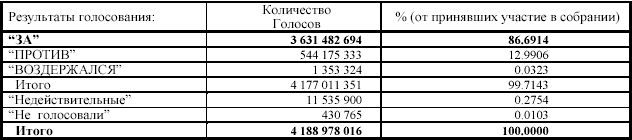 Результаты голосования: Количество Голосов % (от принявших участие в собрании)
“ЗА” 3 631 482 694 86.6914
“ПРОТИВ” 544 175 333 12.9906
“ВОЗДЕРЖАЛСЯ” 1 353 324 0.0323
Итого 4 177 011 351 99.7143
“Недействительные” 11 535 900 0.2754
“Не голосовали” 430 765 0.0103
Итого 4 188 978 016 100.0000